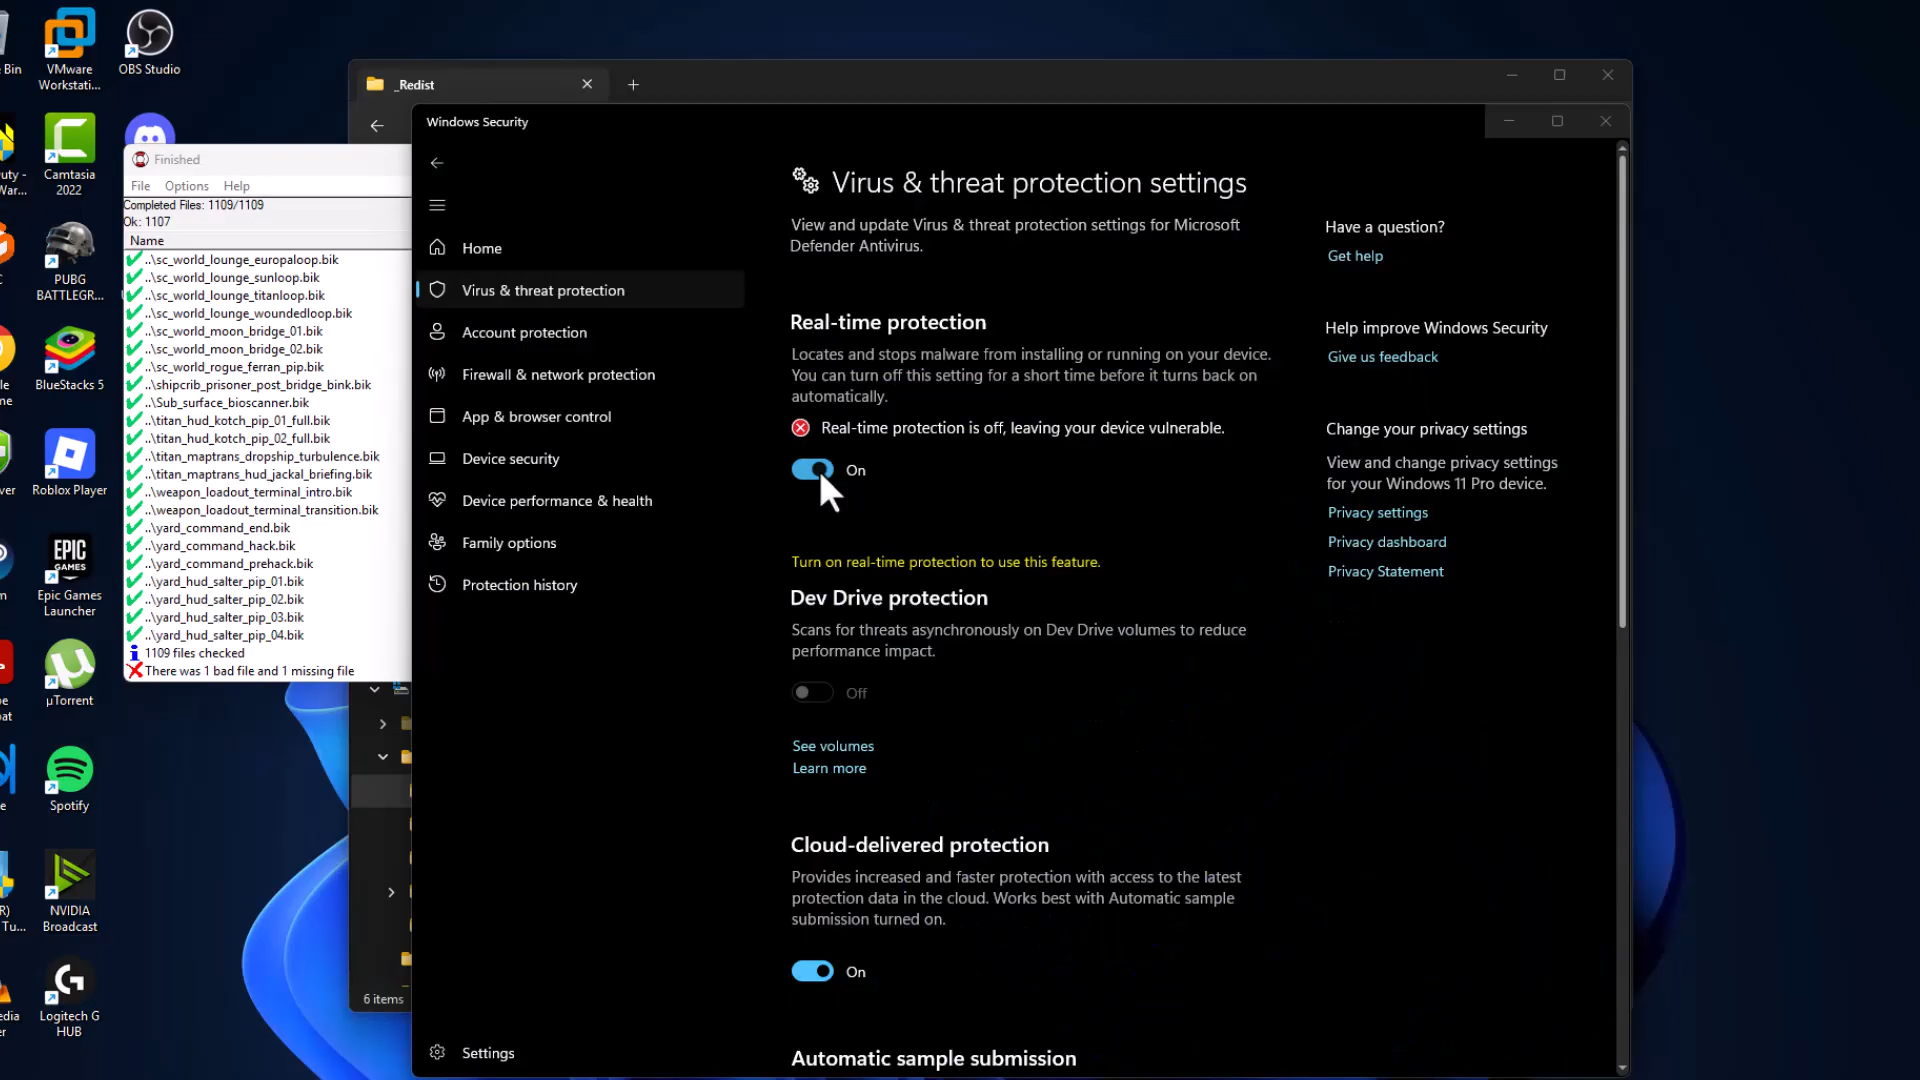 Bin
VMware
Workstati...
OBS Studio
uty -
War...
Camtasia
2022
C
PUBG
BATTLEGR...
le
me
BlueStacks 5
ver
Roblox Player
EPIC
GAMES
m
Epic Games
Launcher
be
bat
µTorrent
e
Spotify
R)
Tu...
NVIDIA
Broadcast
edia
er
Logitech G
HUB
Finished
File Options Help
Completed Files: 1109/1109
Ok: 1107
Name
..\sc_world_lounge_europaloop.bik
..\sc_world_lounge_sunloop.bik
..\sc_world_lounge_titanloop.bik
..\sc_world_lounge_woundedloop.bik
..\sc_world_moon_bridge_01.bik
..\sc_world_moon_bridge_02.bik
..\sc_world_rogue_ferran_pip.bik
..\shipcrib_prisoner_post_bridge_bink.bik
..\Sub_surface_bioscanner.bik
..\titan_hud_kotch_pip_01_full.bik
..\titan_hud_kotch_pip_02_full.bik
..\titan_maptrans_dropship_turbulence.bik
..\titan_maptrans_hud_jackal_briefing.bik
..\weapon_loadout_terminal_intro.bik
..\weapon_loadout_terminal_transition.bik
..\yard_command_end.bik
..\yard_command_hack.bik
..\yard_command_prehack.bik
..\yard_hud_salter_pip_01.bik
..\yard_hud_salter_pip_02.bik
..\yard_hud_salter_pip_03.bik
..\yard_hud_salter_pip_04.bik
1109 files checked
There was 1 bad file and 1 missing file
_Redist
6 items
Windows Security
Home
Virus & threat protection
Account protection
Firewall & network protection
App & browser control
Device security
Device performance & health
Family options
Protection history
Settings
Virus & threat protection settings
View and update Virus & threat protection settings for Microsoft
Defender Antivirus.
Real-time protection
Locates and stops malware from installing or running on your device.
You can turn off this setting for a short time before it turns back on
automatically.
Real-time protection is off, leaving your device vulnerable.
On
Turn on real-time protection to use this feature.
Dev Drive protection
Scans for threats asynchronously on Dev Drive volumes to reduce
performance impact.
Off
See volumes
Learn more
Cloud-delivered protection
Provides increased and faster protection with access to the latest
protection data in the cloud. Works best with Automatic sample
submission turned on.
On
Automatic sample submission
Have a question?
Get help
Help improve Windows Security
Give us feedback
Change your privacy settings
View and change privacy settings
for your Windows 11 Pro device.
Privacy settings
Privacy dashboard
Privacy Statement